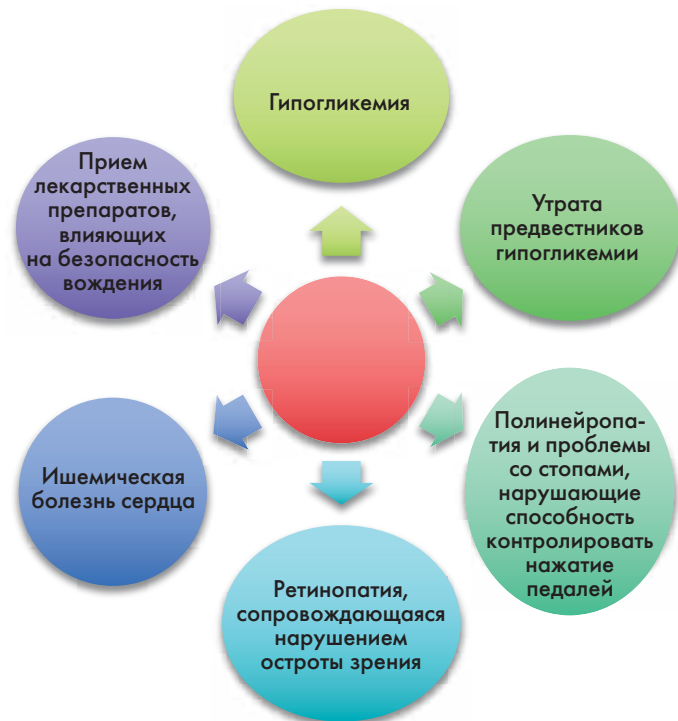 Гипогликемия
Прием
лекарственных
препаратов,
влияющих
на безопасность
вождения
Утрата
предвестников
гипогликемии
Ишемическая
болезнь сердца
Полинейропа-
тия и проблемы
со стопами,
нарушающие
способность
контролировать
нажатие
педалей
Ретинопатия,
сопровождающаяся
нарушением
остроты зрения